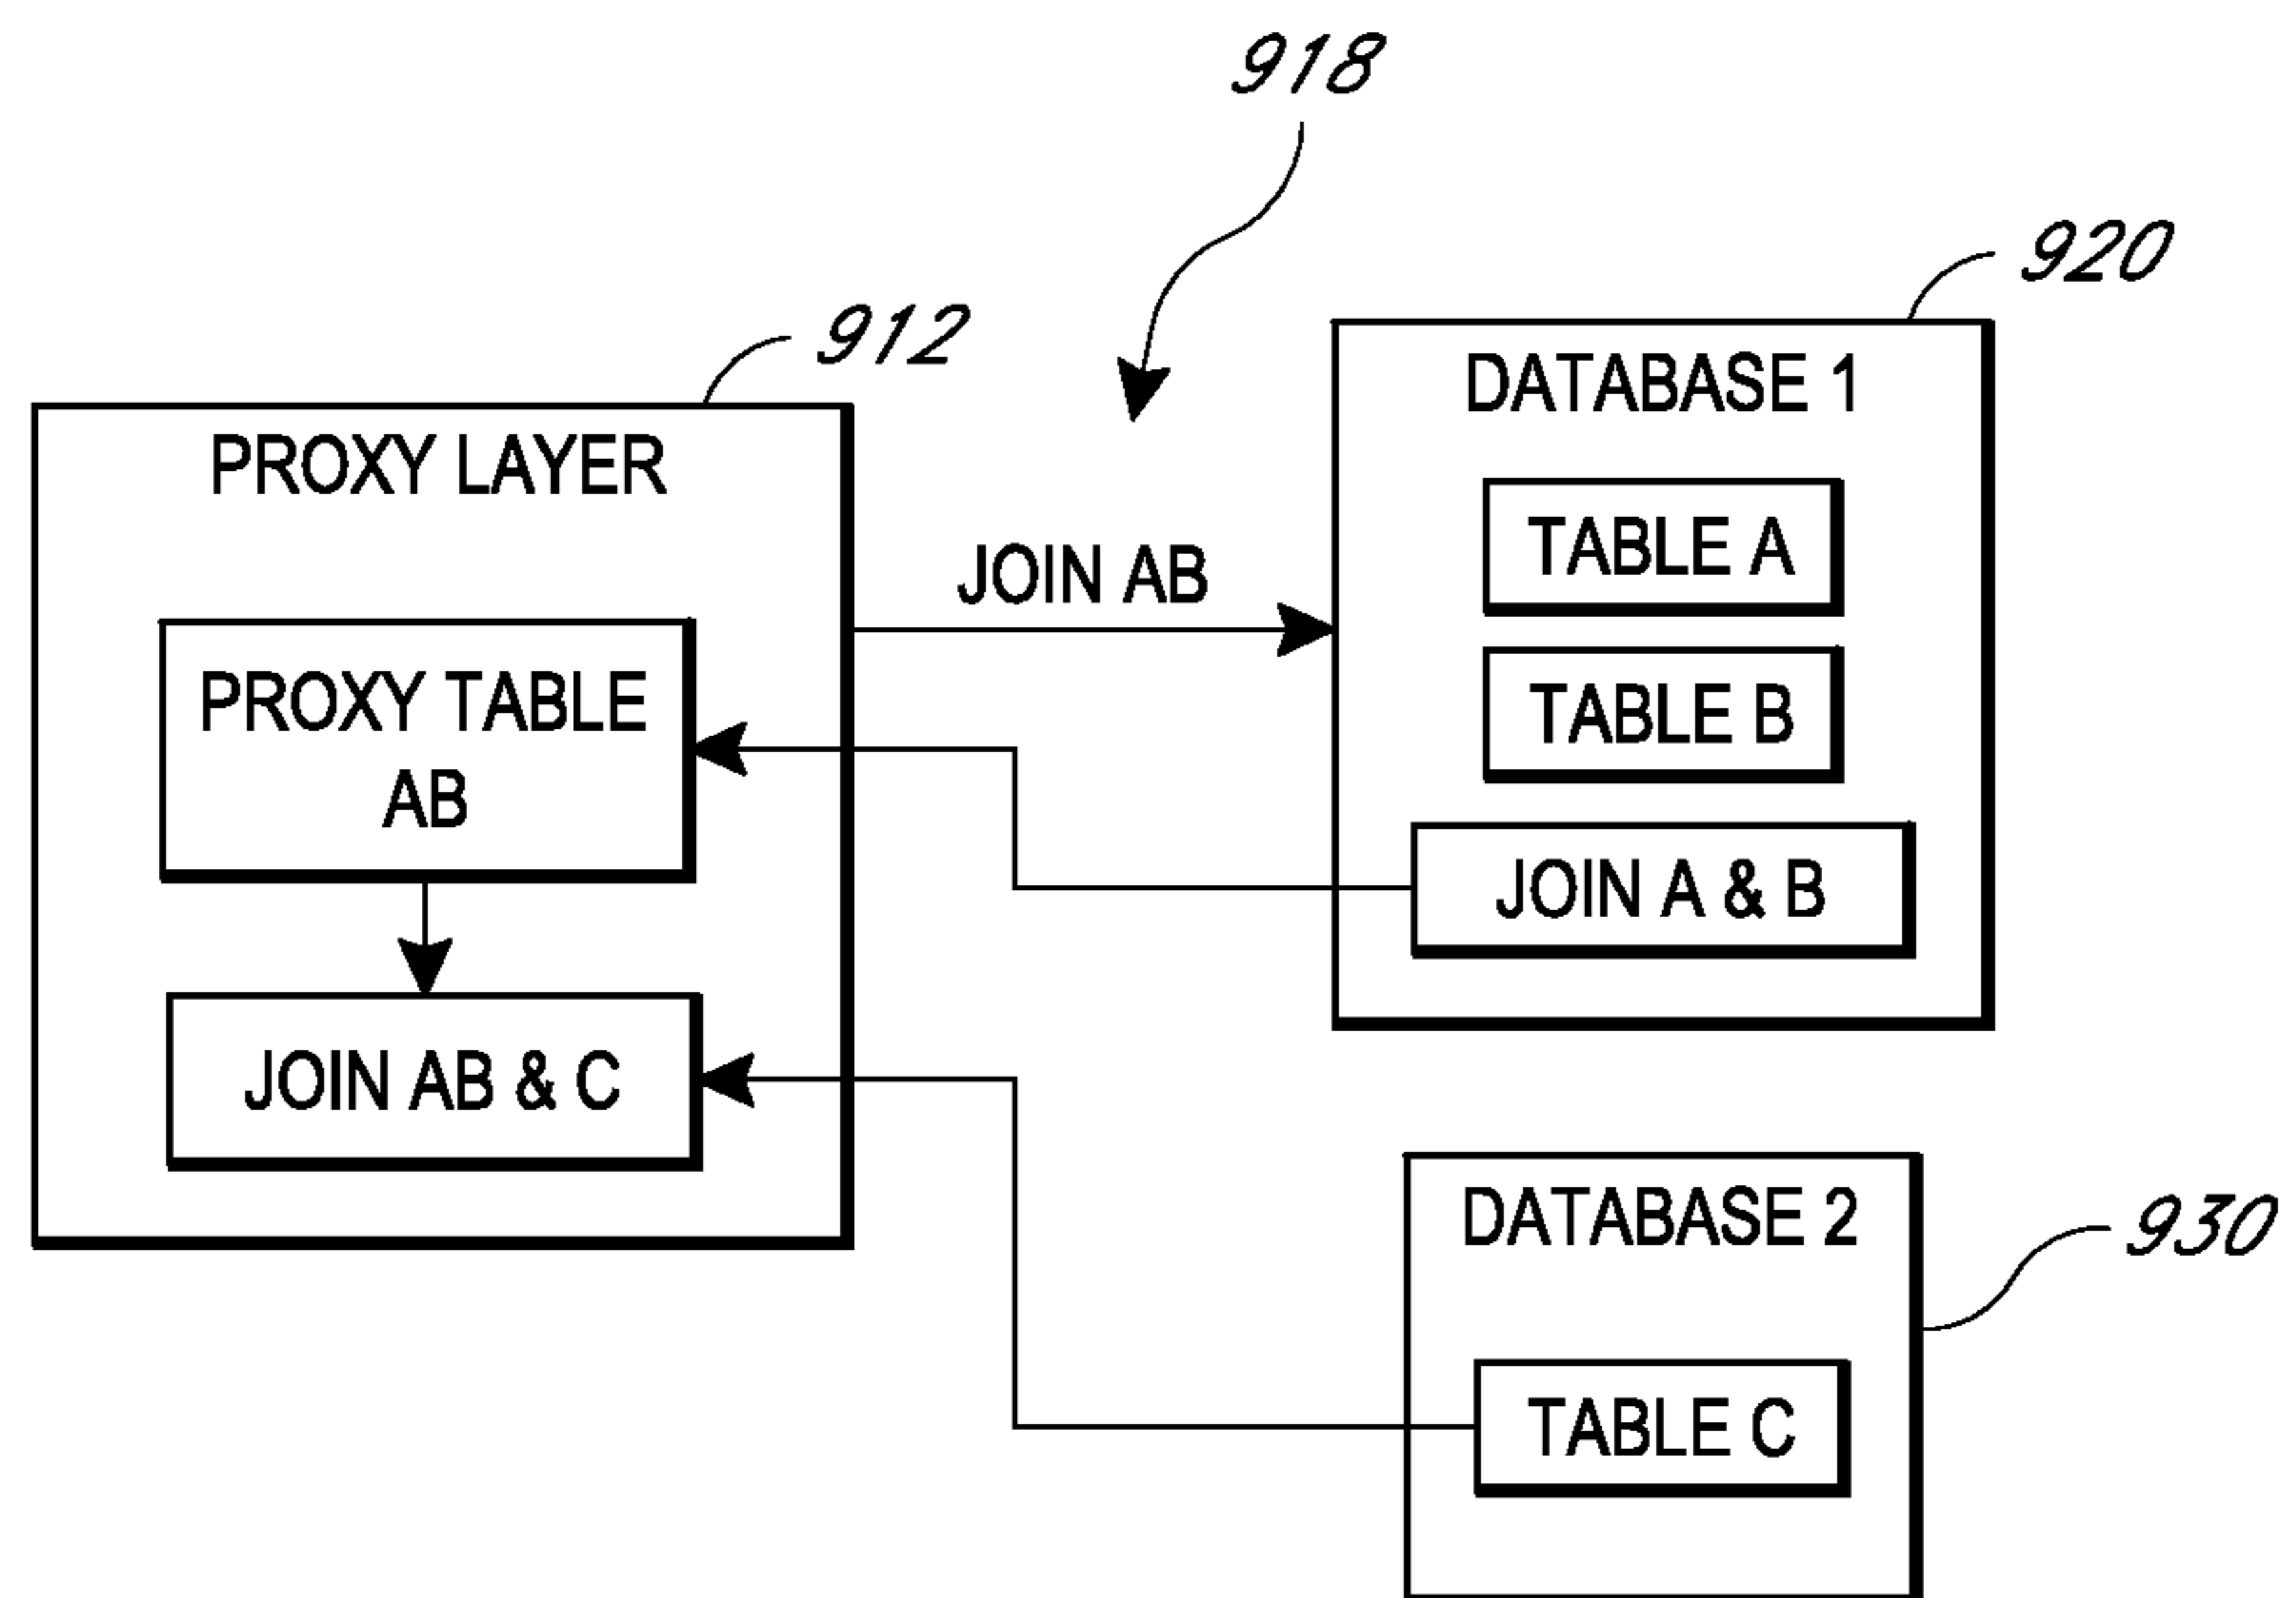 918
920
912
DATABASE 1
PROXY LAYER
TABLE A
JOIN AB
PROXY TABLE
AB
TABLE B
JOIN A & B
JOIN AB & C
DATABASE 2
930
TABLE C